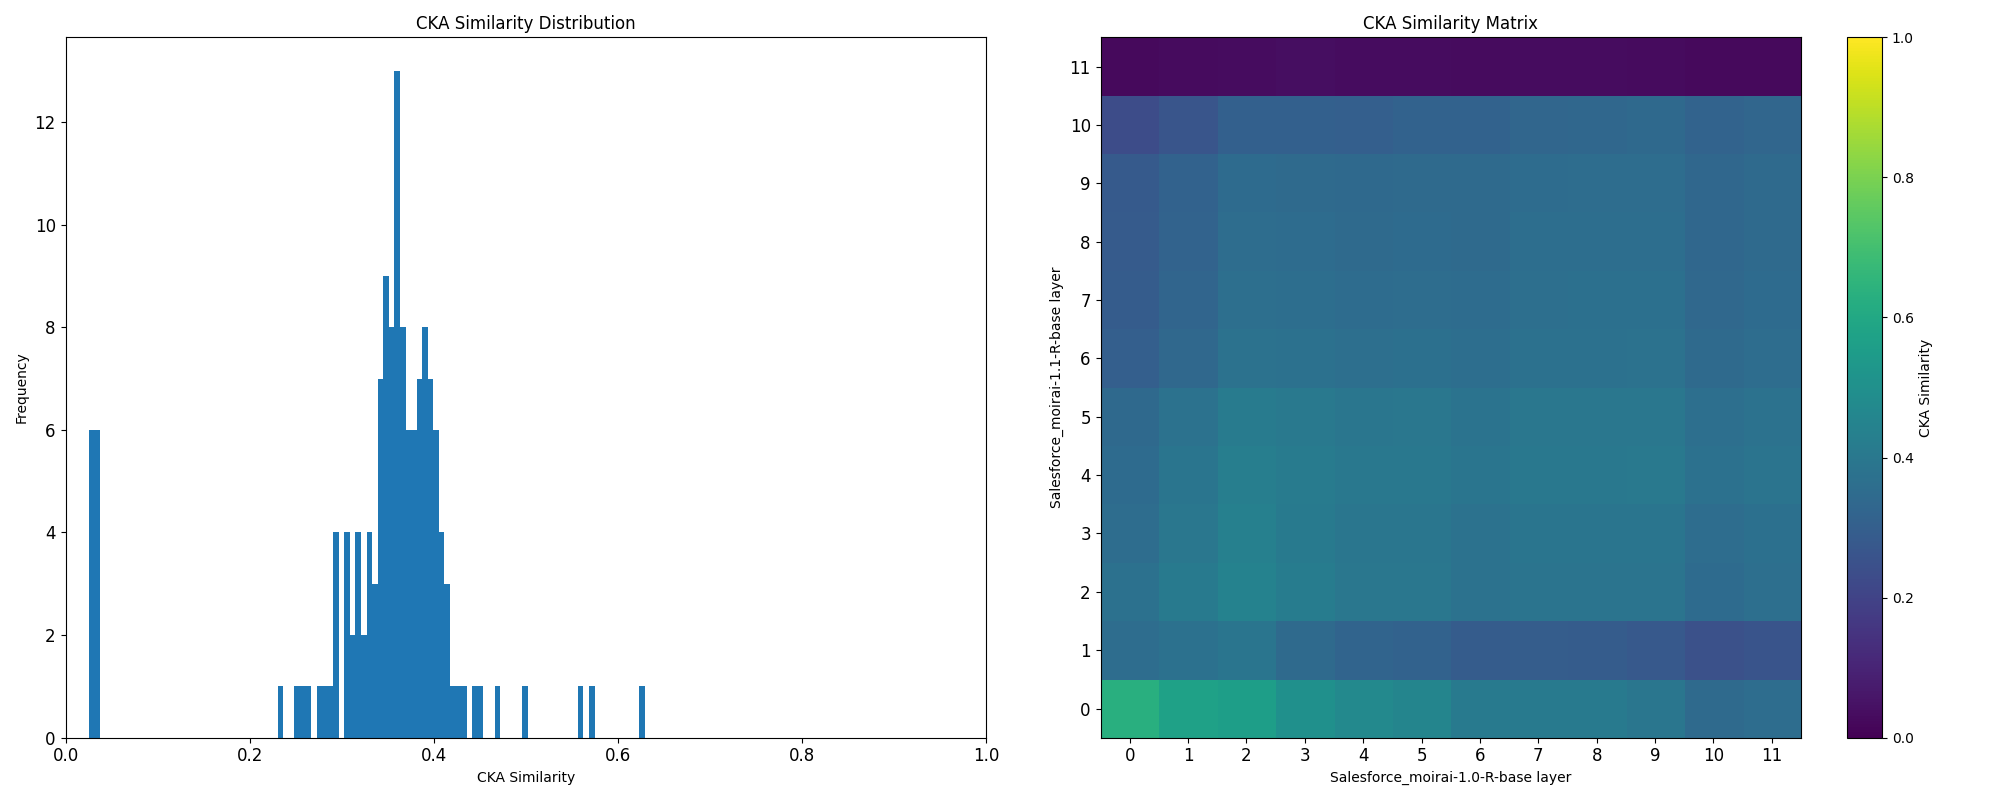 CKA Similarity Distribution
Frequency
12
10
8
6
4
2
0
0.0 0.2 0.4 0.6 0.8 1.0
CKA Similarity
CKA Similarity Matrix
Salesforce_moirai-1.1-R-base layer
11
10
9
8
7
6
5
4
3
2
1
0
0 1 2 3 4 5 6 7 8 9 10 11
Salesforce_moirai-1.0-R-base layer
1.0
0.8
0.6
0.4
0.2
0.0
CKA Similarity